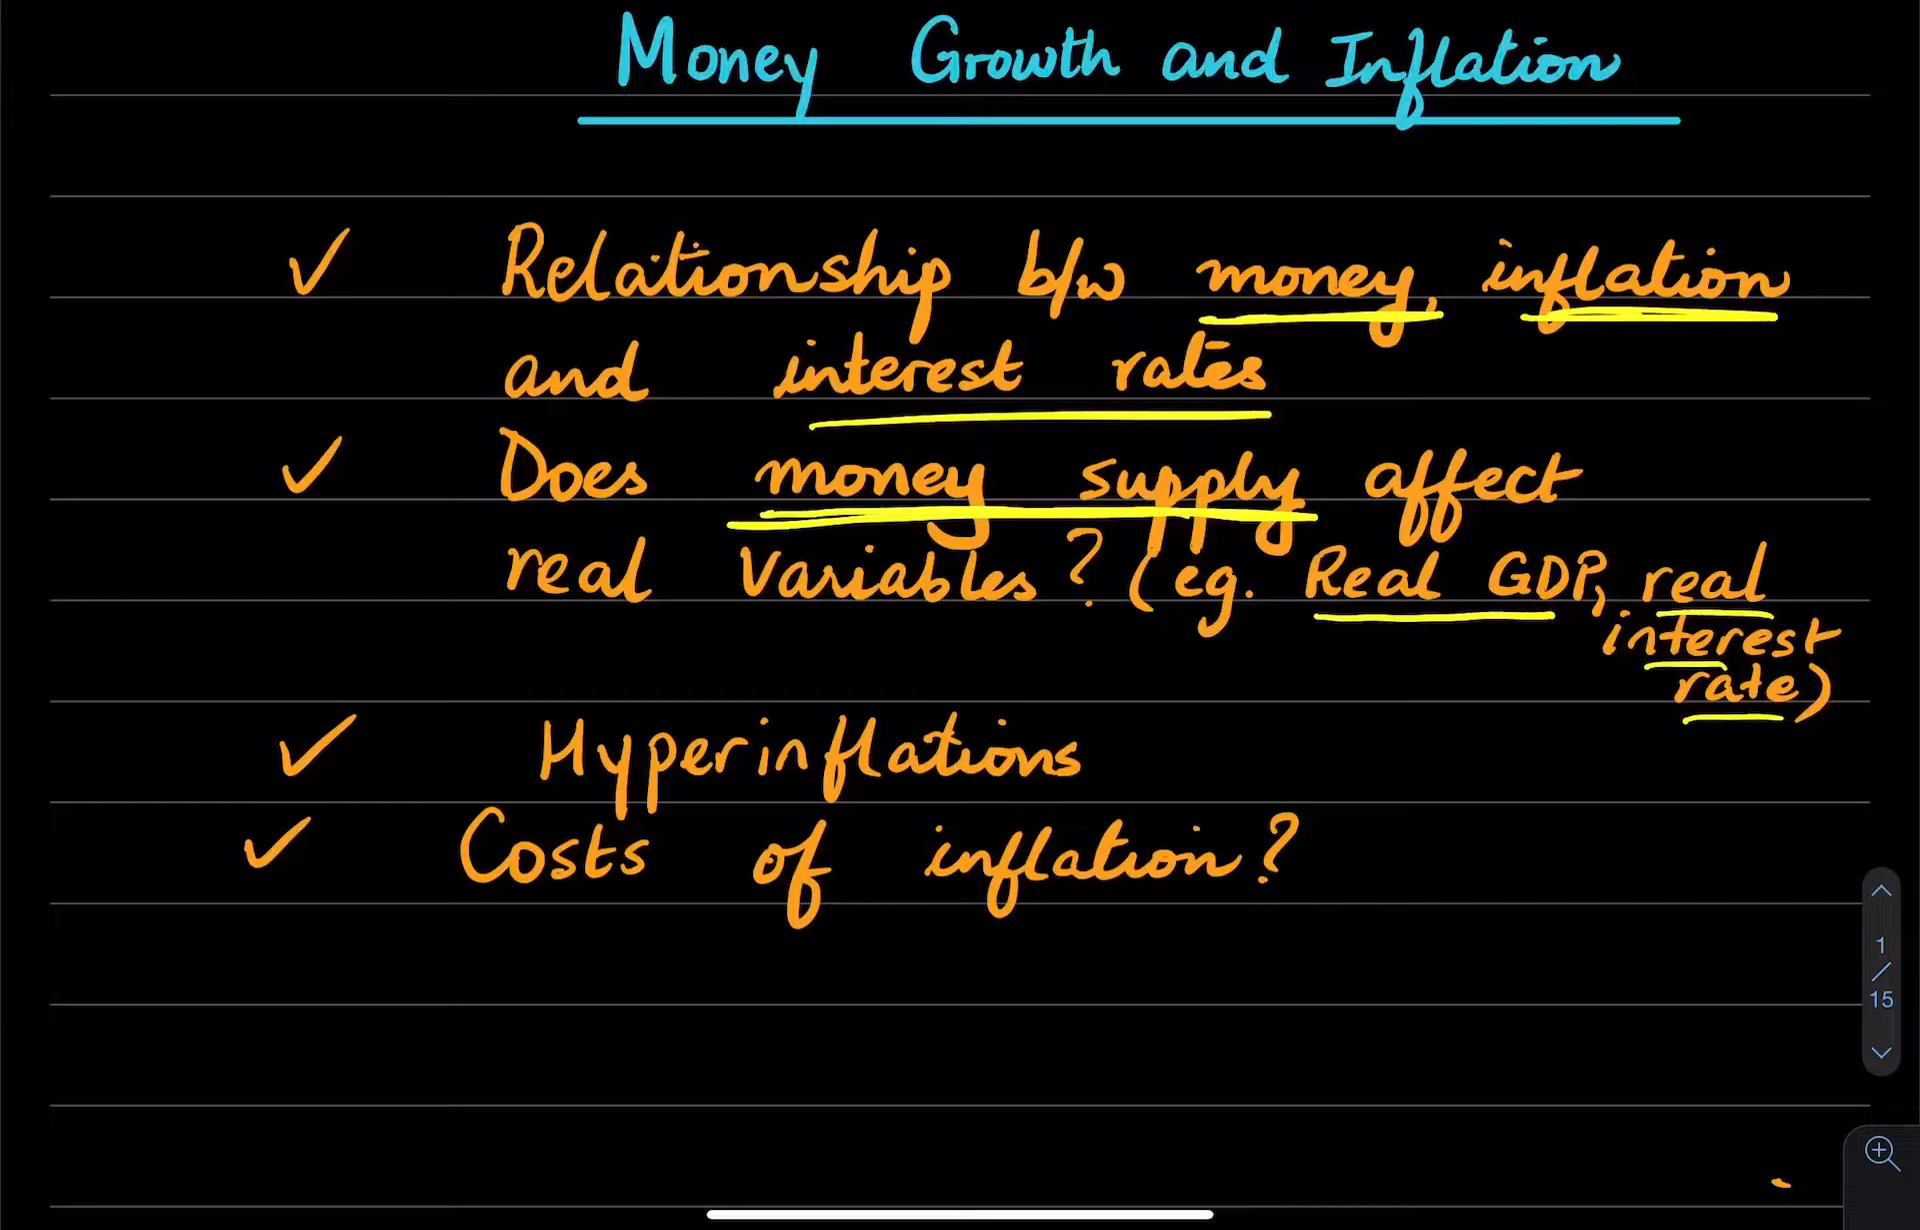 Money Growth and Inflation
✓ Relationship b/w money, inflation
and interest rates
✓ Does money supply affect
real variables? (eg. Real GDP, real
interest
rate)
✓ Hyperinflations
✓ Costs of inflation?
1
/
15